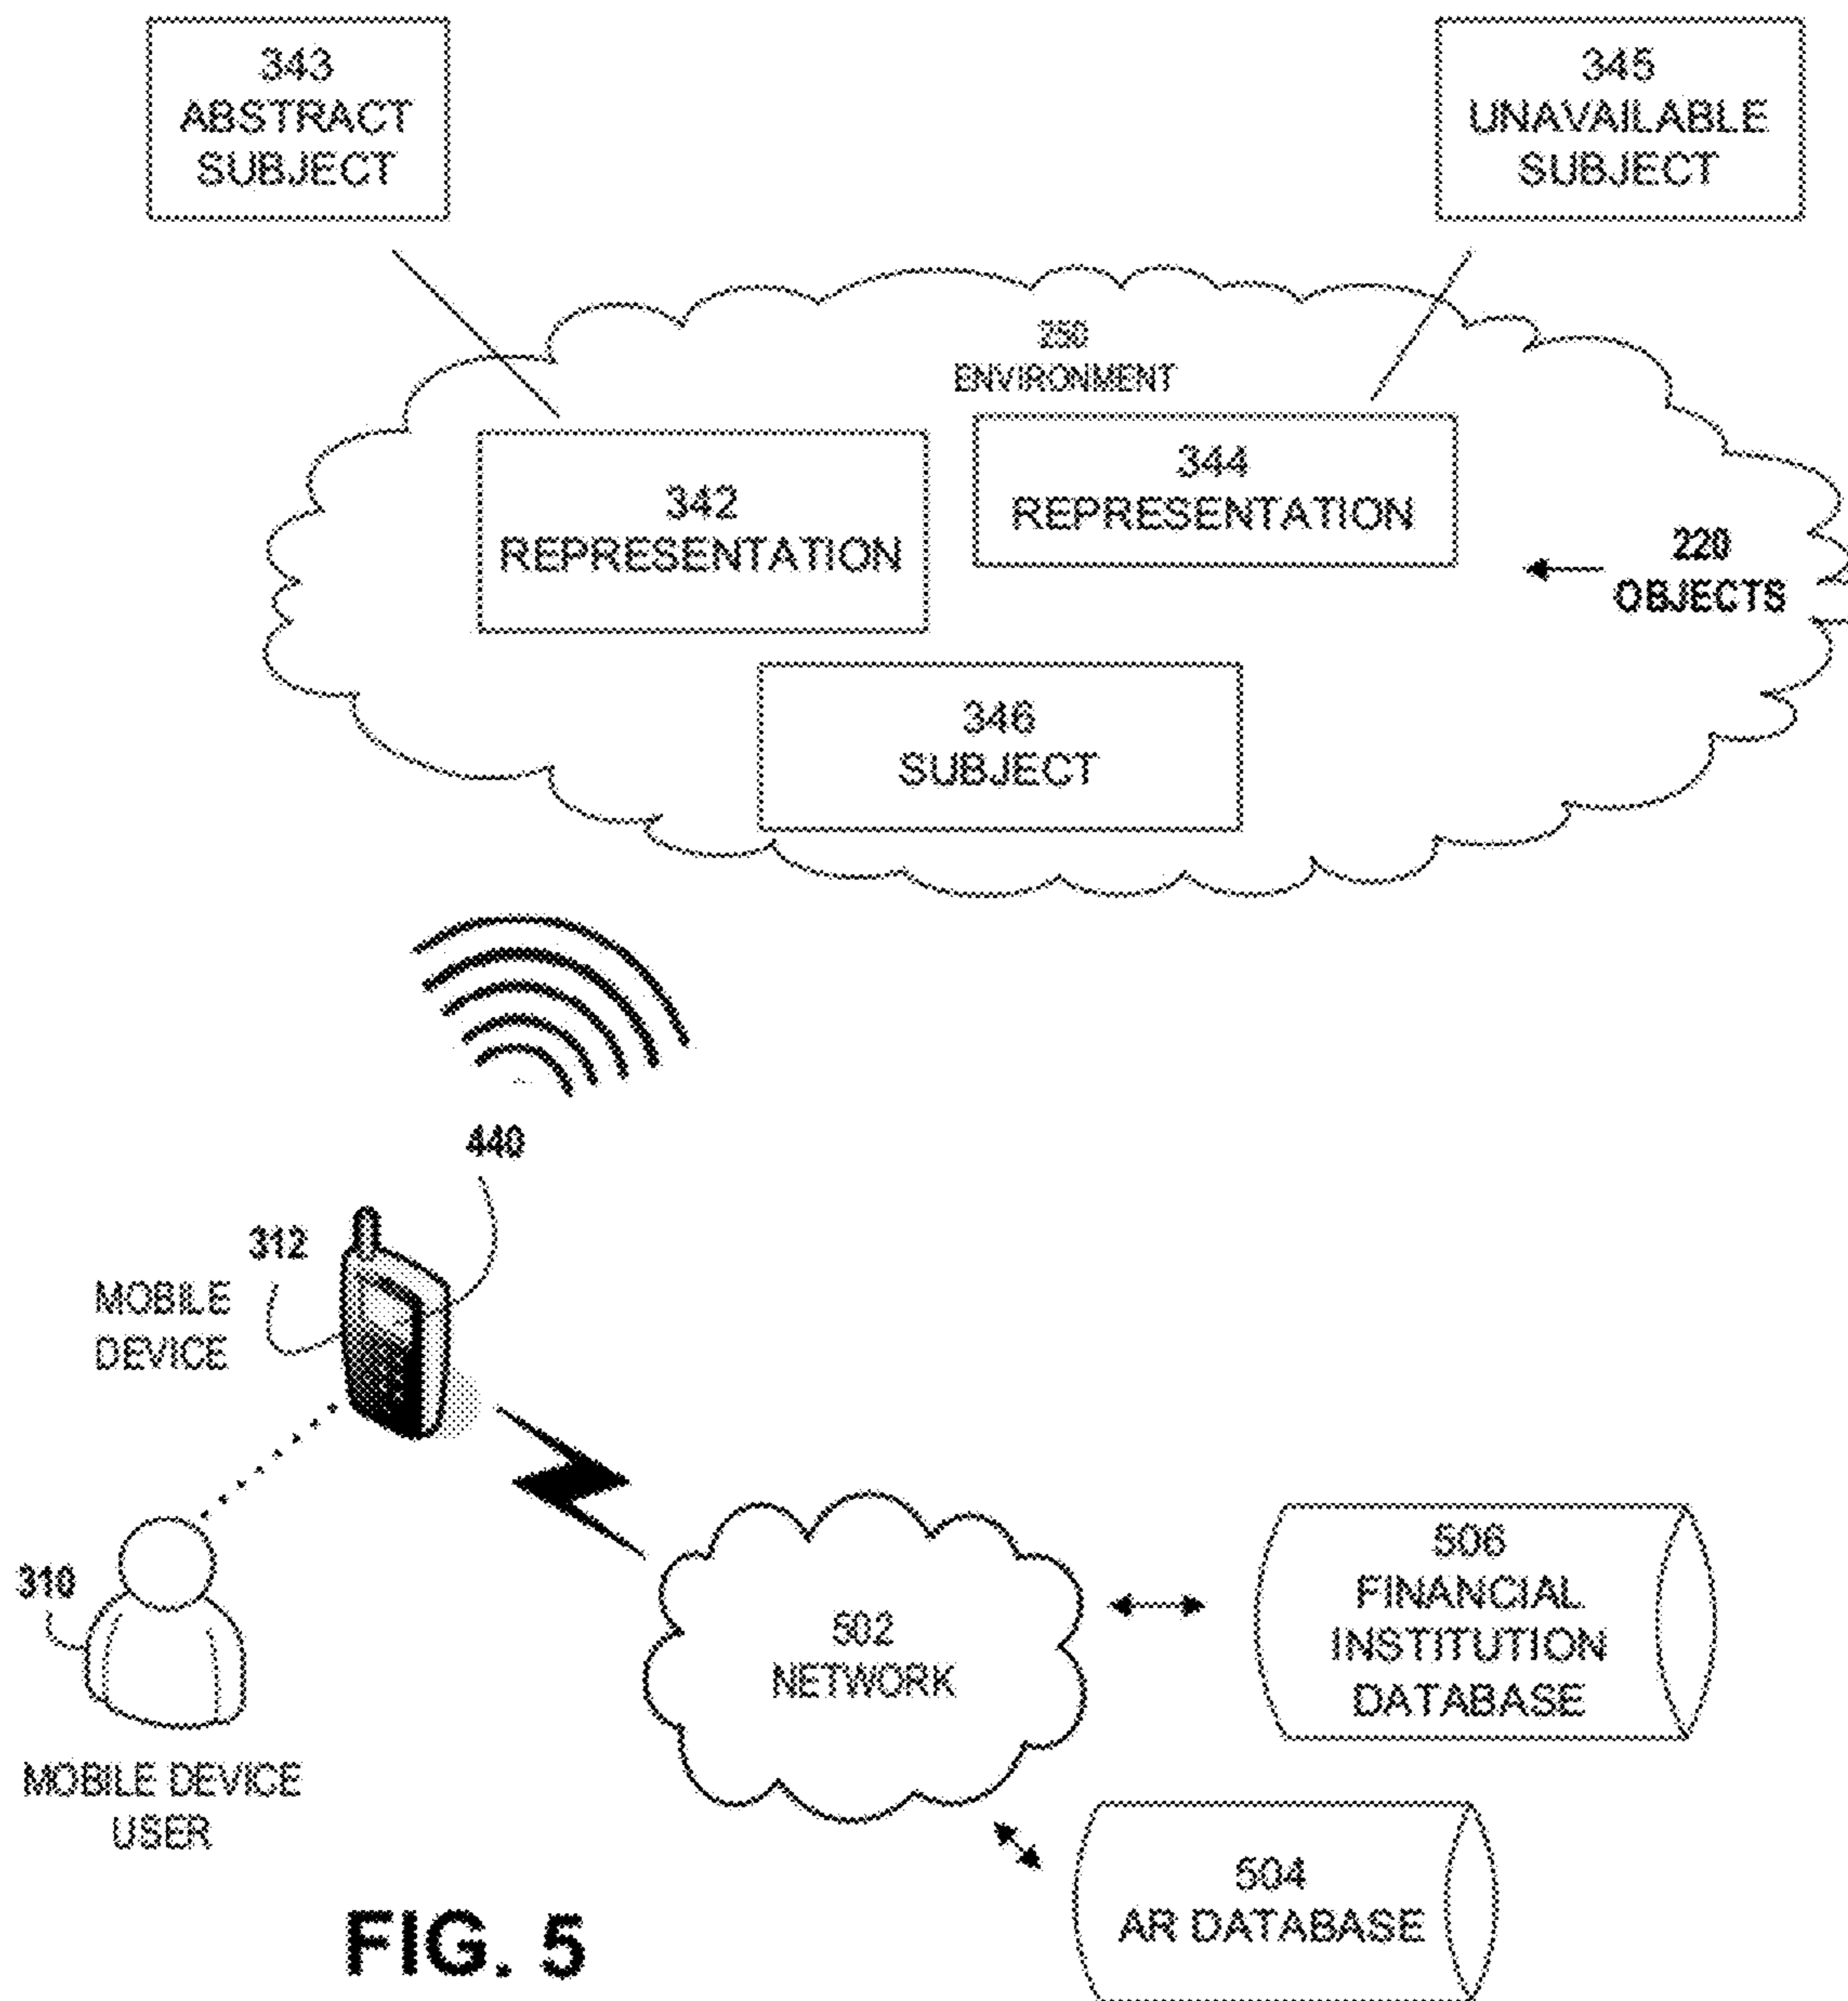 343
ABSTRACT
SUBJECT
345
UNAVAILABLE
SUBJECT
250
ENVIRONMENT
342
REPRESENTATION
344
REPRESENTATION
220
OBJECTS
346
SUBJECT
440
312
MOBILE
DEVICE
310
MOBILE DEVICE
USER
502
NETWORK
506
FINANCIAL
INSTITUTION
DATABASE
504
AR DATABASE
FIG. 5